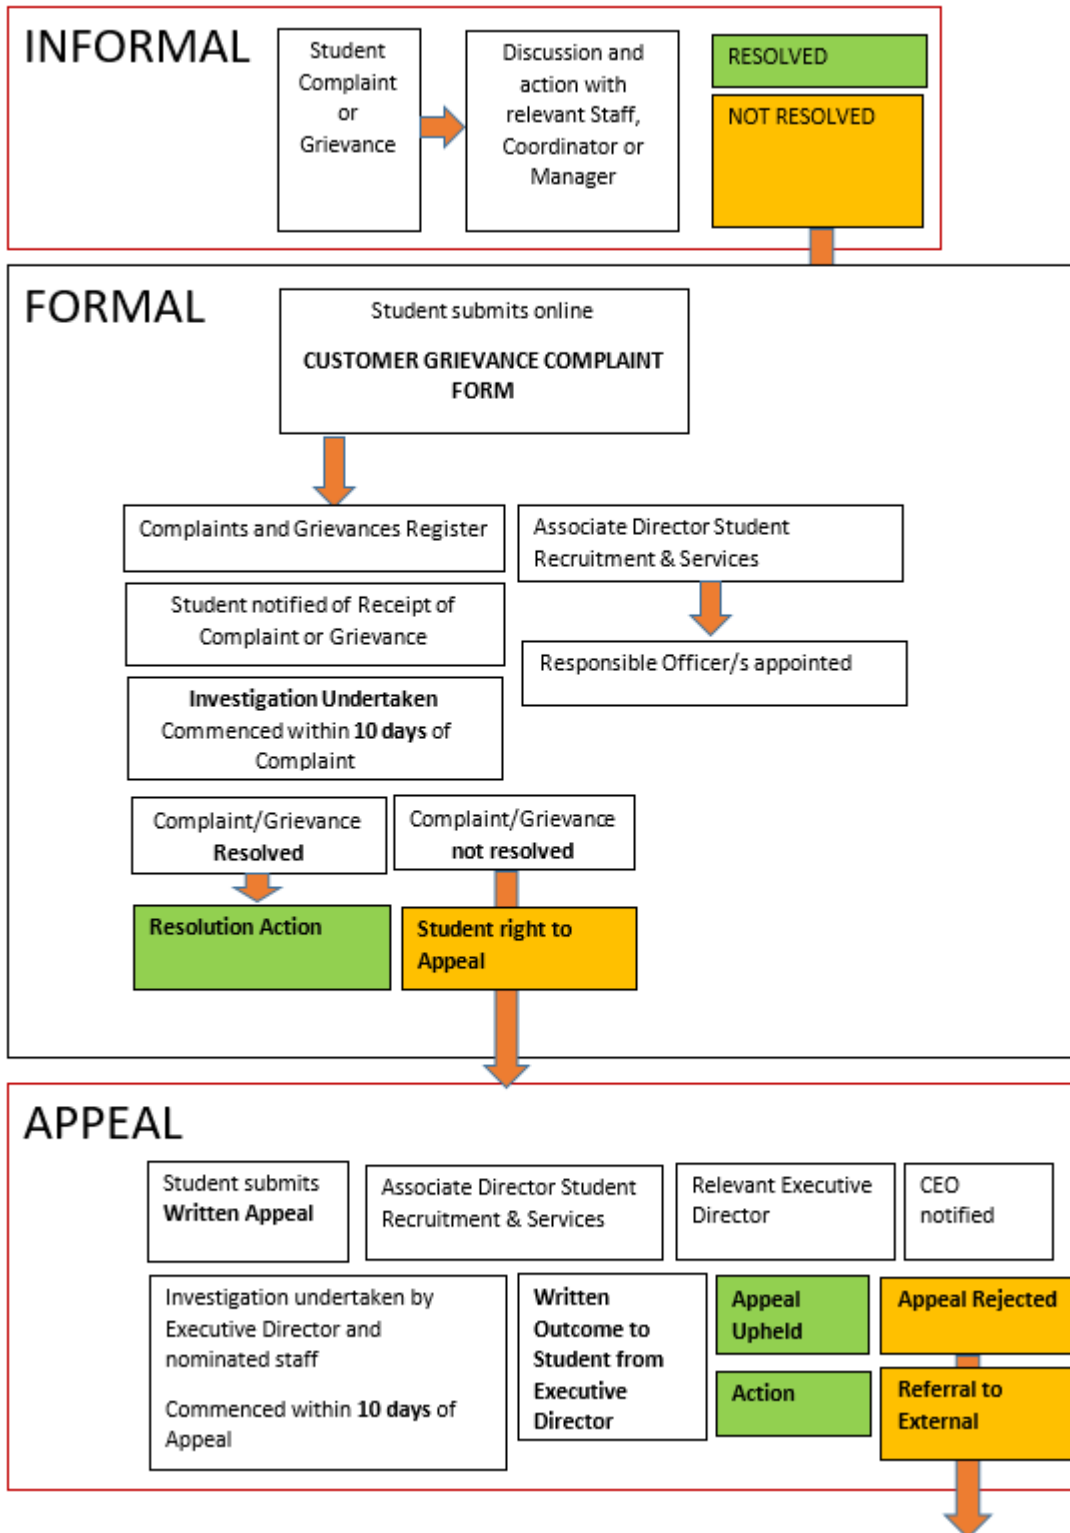 INFORMAL
Student
Complaint
or
Grievance
Discussion and
action with
relevant Staff,
Coordinator or
Manager
RESOLVED
NOT RESOLVED
FORMAL
Student submits online
CUSTOMER GRIEVANCE COMPLAINT
FORM
Complaints and Grievances Register
Associate Director Student
Recruitment & Services
Student notified of Receipt of
Complaint or Grievance
Responsible Officer/s appointed
Investigation Undertaken
Commenced within 10 days of
Complaint
Complaint/Grievance
Resolved
Complaint/Grievance
not resolved
Resolution Action
Student right to
Appeal
APPEAL
Student submits
Written Appeal
Associate Director Student
Recruitment & Services
Relevant Executive
Director
CEO
notified
Investigation undertaken by
Executive Director and
nominated staff
Commenced within 10 days of
Appeal
Written
Outcome to
Student from
Executive
Director
Appeal
Upheld
Appeal Rejected
Action
Referral to
External